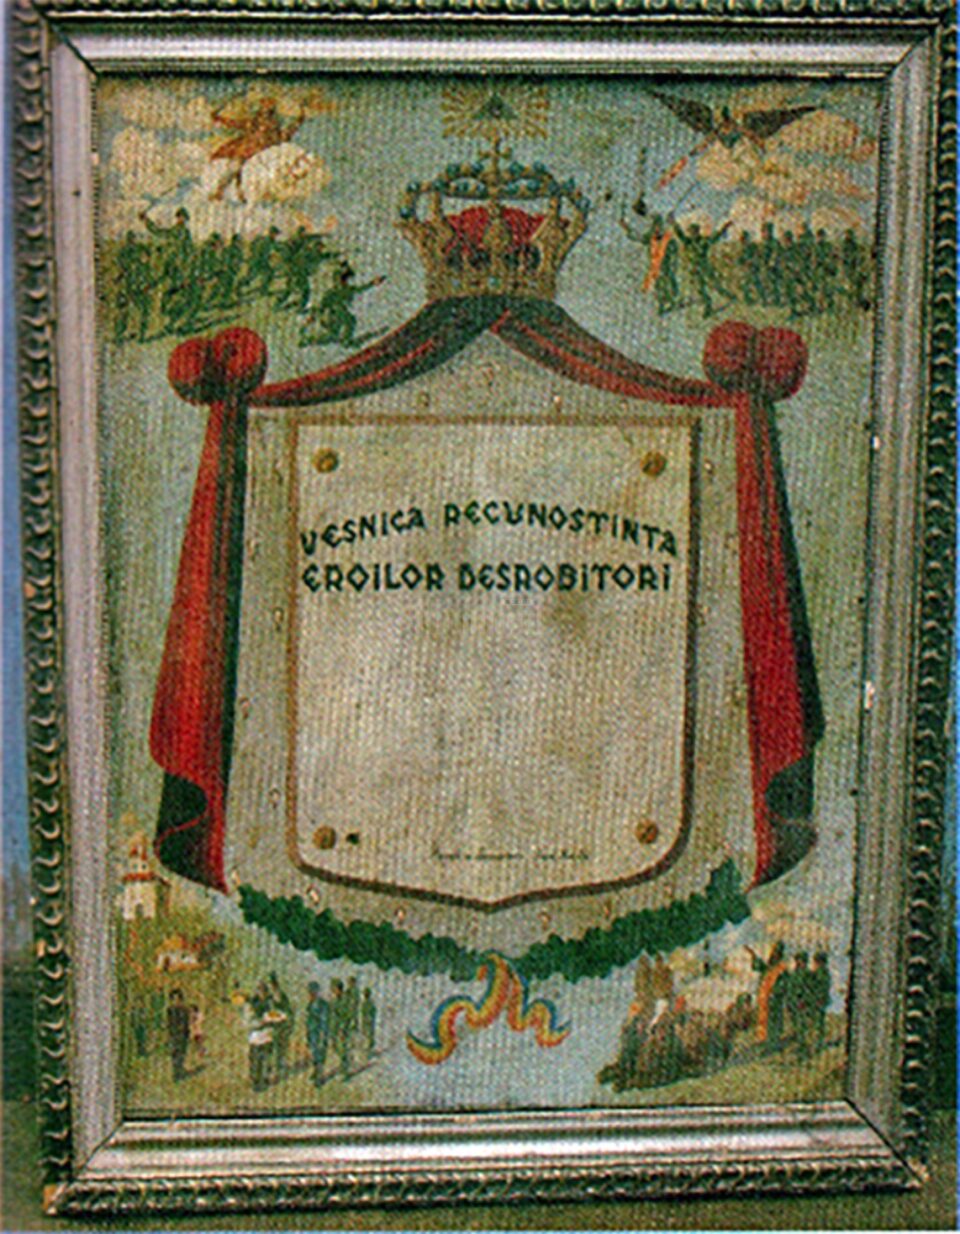 VESNICA RECUNOSTINTA
EROILOR DESROBITORI